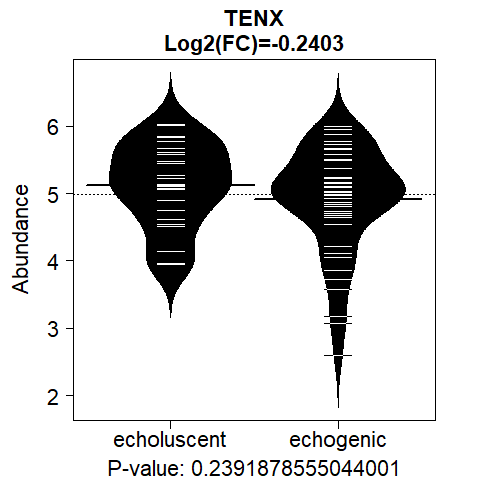 TENX
Log2(FC)=-0.2403
Abundance
6
5
4
3
2
echoluscent echogenic
P-value: 0.2391878555044001